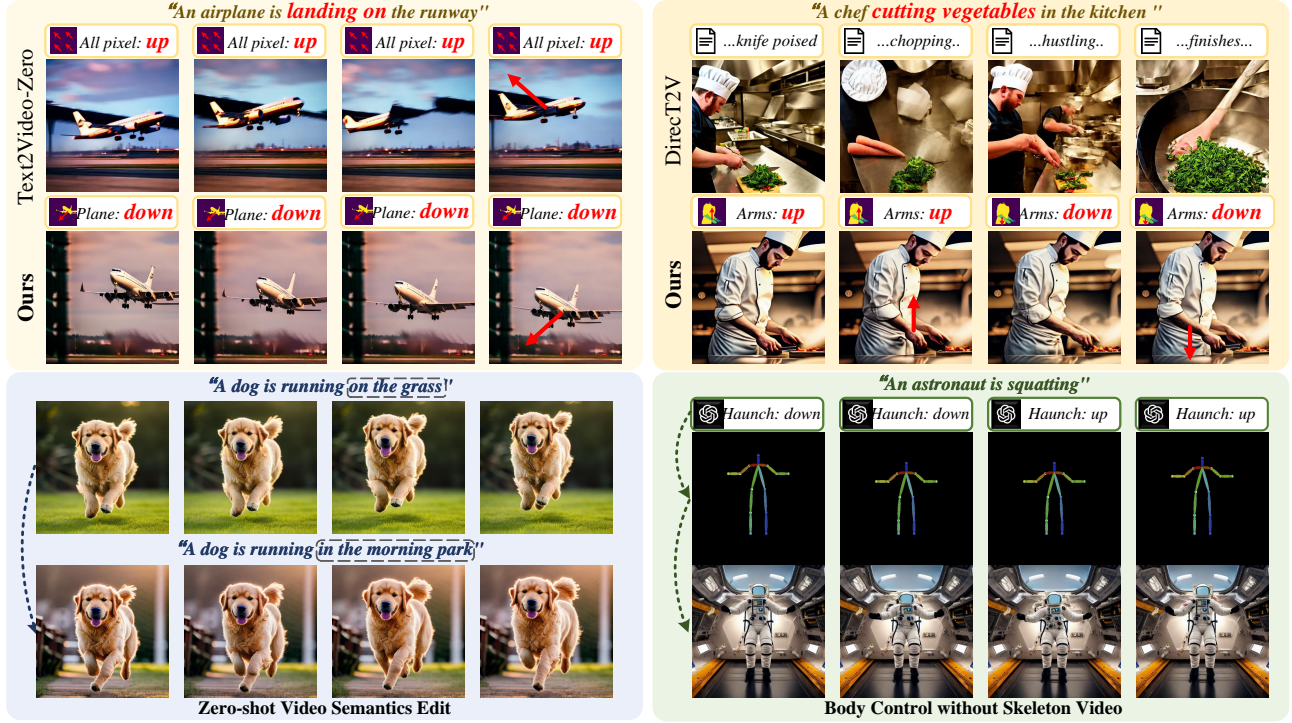 “An airplane is landing on the runway"
All pixel: up
All pixel: up
All pixel: up
All pixel: up
Text2Video-Zero
Plane: down
Plane: down
Plane: down
Plane: down
Ours
“A chef cutting vegetables in the kitchen "
...knife poised
...chopping..
...hustling..
...finishes...
DirecT2V
Arms: up
Arms: up
Arms: down
Arms: down
Ours
“A dog is running on the grass"
“A dog is running in the morning park"
Zero-shot Video Semantics Edit
“An astronaut is squatting"
Haunch: down
Haunch: down
Haunch: up
Haunch: up
Body Control without Skeleton Video